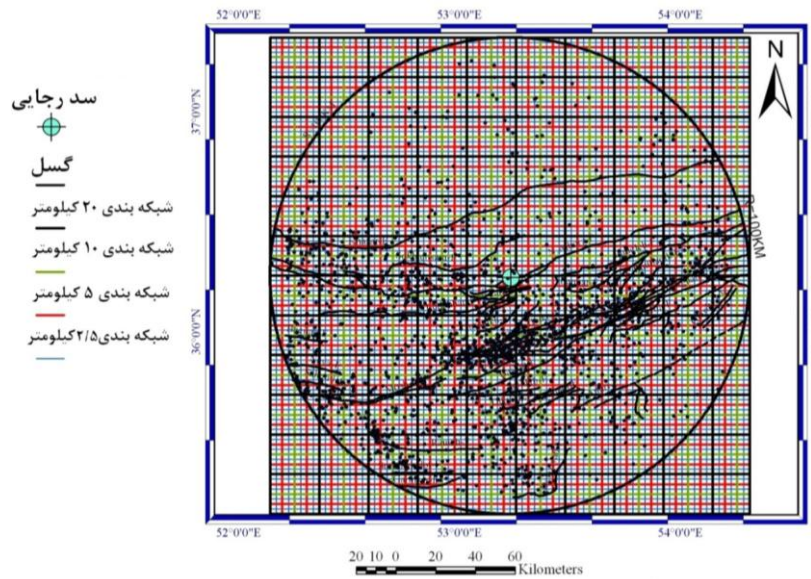 52°0'0"E 53°0'0"E 54°0'0"E
سد رجایی
گسل
شبکه بندی ۲۰ کیلومتر
شبکه بندی ۱۰ کیلومتر
شبکه بندی ۵ کیلومتر
شبکه بندی۲/۵کیلومتر
37°0'0"N
36°0'0"N
N
R=100KM
52°0'0"E 53°0'0"E 54°0'0"E
20 10 0 20 40 60
Kilometers